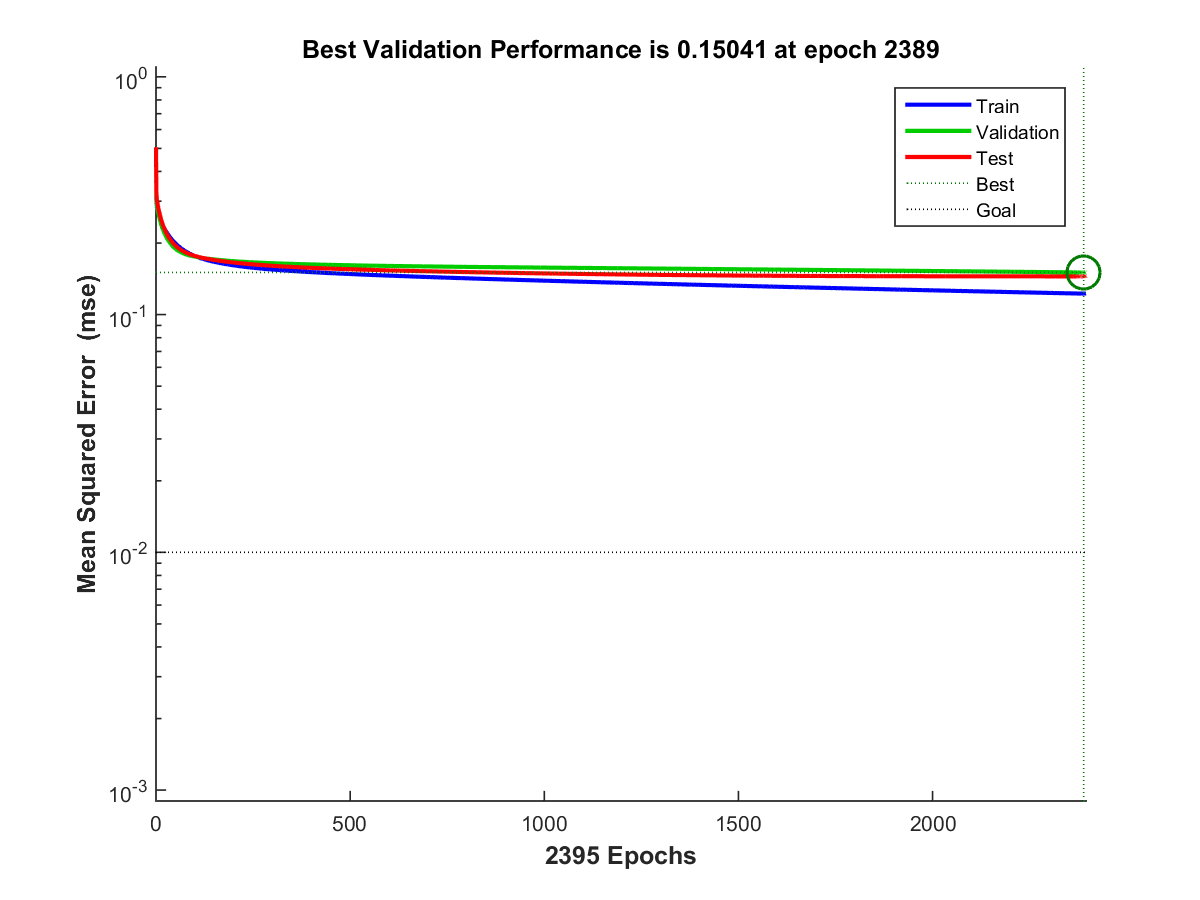 Best Validation Performance is 0.15041 at epoch 2389
10^0
10^-1
10^-2
10^-3
Mean Squared Error (mse)
Train
Validation
Test
Best
Goal
0 500 1000 1500 2000
2395 Epochs